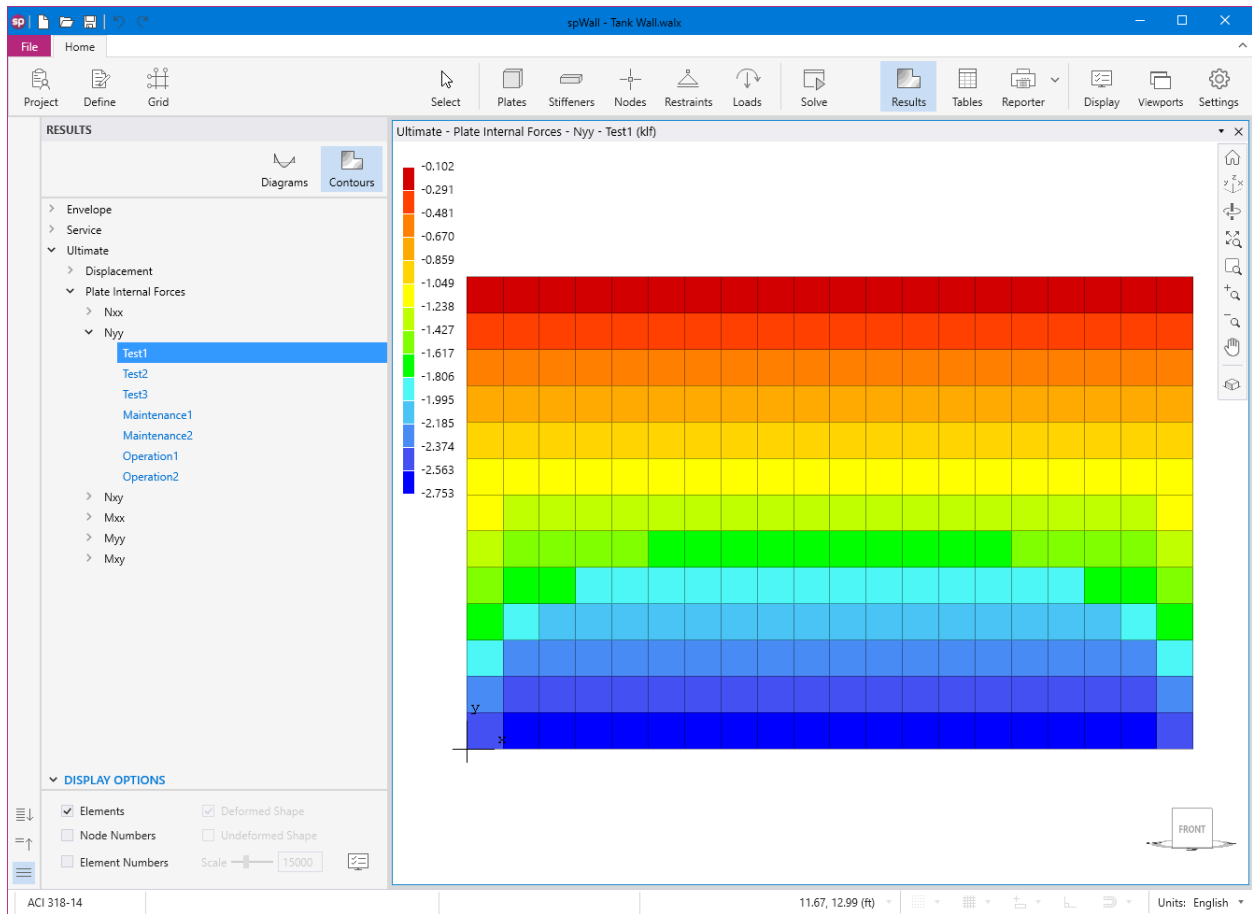 sp
spWall - Tank Wall.walx
File Home
Project Define Grid Select Plates Stiffeners Nodes Restraints Loads Solve Results Tables Reporter Display Viewports Settings
RESULTS
Diagrams Contours
Envelope
Service
Ultimate
Displacement
Plate Internal Forces
Nxx
Nyy
Test1
Test2
Test3
Maintenance1
Maintenance2
Operation1
Operation2
Nxy
Mxx
Myy
Mxy
DISPLAY OPTIONS
Elements Deformed Shape
Node Numbers Undeformed Shape
Element Numbers Scale 15000
Ultimate - Plate Internal Forces - Nyy - Test1 (klf)
-0.102
-0.291
-0.481
-0.670
-0.859
-1.049
-1.238
-1.427
-1.617
-1.806
-1.995
-2.185
-2.374
-2.563
-2.753
y
x
z
y x
FRONT
ACI 318-14 11.67, 12.99 (ft) Units: English